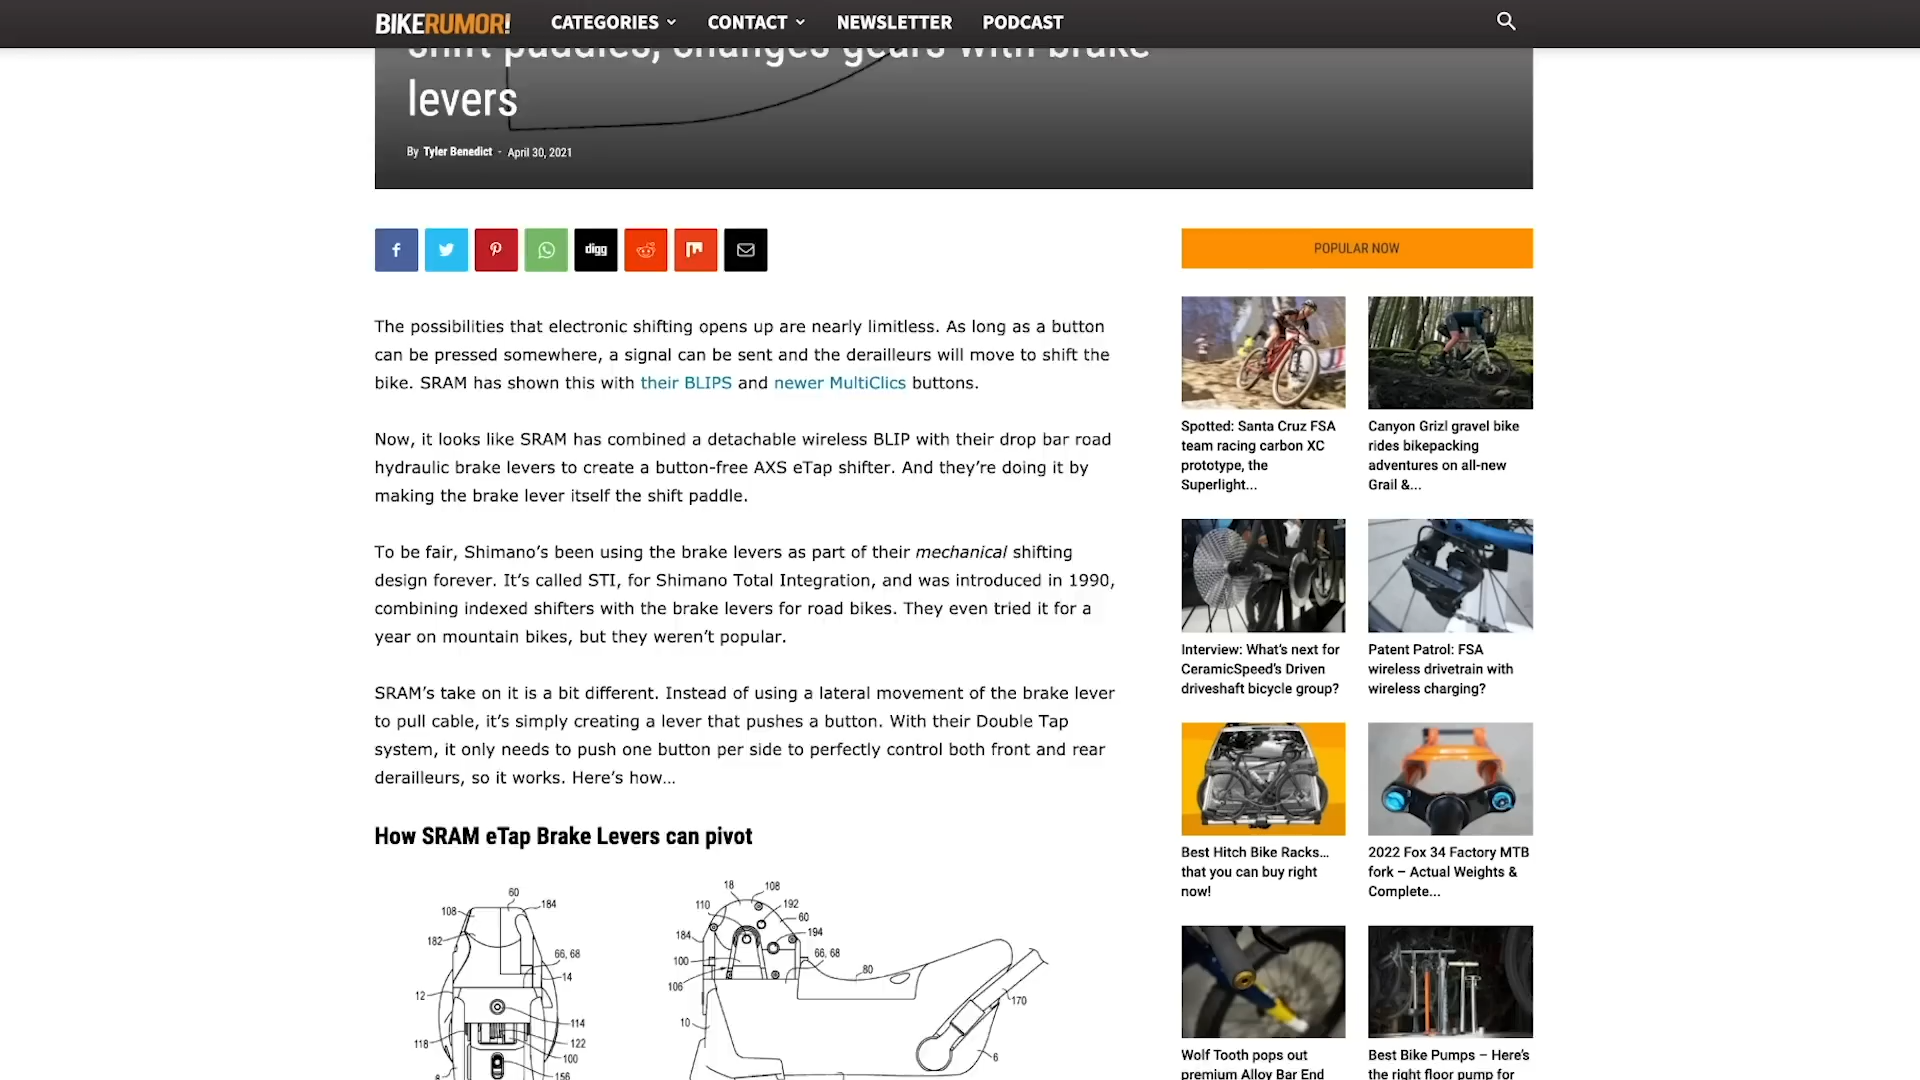 BIKERUMOR!
CATEGORIES
CONTACT
NEWSLETTER
PODCAST
shift paddles, changes gears with brake
levers
By Tyler Benedict - April 30, 2021
digg
The possibilities that electronic shifting opens up are nearly limitless. As long as a button
can be pressed somewhere, a signal can be sent and the derailleurs will move to shift the
bike. SRAM has shown this with their BLIPS and newer MultiClics buttons.
Now, it looks like SRAM has combined a detachable wireless BLIP with their drop bar road
hydraulic brake levers to create a button-free AXS eTap shifter. And they’re doing it by
making the brake lever itself the shift paddle.
To be fair, Shimano’s been using the brake levers as part of their mechanical shifting
design forever. It’s called STI, for Shimano Total Integration, and was introduced in 1990,
combining indexed shifters with the brake levers for road bikes. They even tried it for a
year on mountain bikes, but they weren’t popular.
SRAM’s take on it is a bit different. Instead of using a lateral movement of the brake lever
to pull cable, it’s simply creating a lever that pushes a button. With their Double Tap
system, it only needs to push one button per side to perfectly control both front and rear
derailleurs, so it works. Here’s how...
How SRAM eTap Brake Levers can pivot
60
108
184
182
66, 68
14
12
114
118
122
100
8
156
18
108
110
192
60
184
194
66, 68
100
80
106
170
10
6
POPULAR NOW
Spotted: Santa Cruz FSA
team racing carbon XC
prototype, the
Superlight...
Canyon Grizl gravel bike
rides bikepacking
adventures on all-new
Grail &...
Interview: What’s next for
CeramicSpeed’s Driven
driveshaft bicycle group?
Patent Patrol: FSA
wireless drivetrain with
wireless charging?
Best Hitch Bike Racks...
that you can buy right
now!
2022 Fox 34 Factory MTB
fork – Actual Weights &
Complete...
Wolf Tooth pops out
premium Alloy Bar End
Best Bike Pumps – Here’s
the right floor pump for